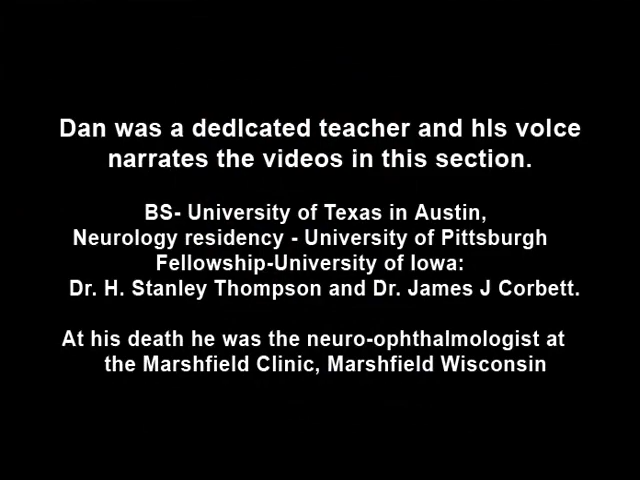 Dan was a dedicated teacher and his voice
narrates the videos in this section.
BS- University of Texas in Austin,
Neurology residency - University of Pittsburgh
Fellowship-University of Iowa:
Dr. H. Stanley Thompson and Dr. James J Corbett.
At his death he was the neuro-ophthalmologist at
the Marshfield Clinic, Marshfield Wisconsin